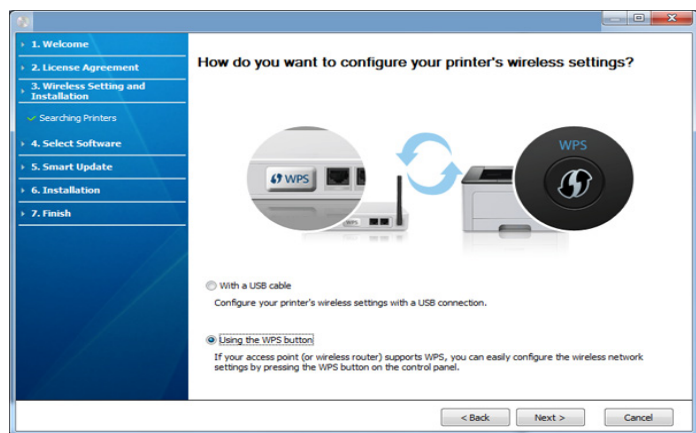 1. Welcome
2. License Agreement
3. Wireless Setting and
Installation
Searching Printers
4. Select Software
5. Smart Update
6. Installation
7. Finish
How do you want to configure your printer's wireless settings?
WPS
WPS
WPS
With a USB cable
Configure your printer's wireless settings with a USB connection.
Using the WPS button
If your access point (or wireless router) supports WPS, you can easily configure the wireless network
settings by pressing the WPS button on the control panel.
< Back
Next >
Cancel